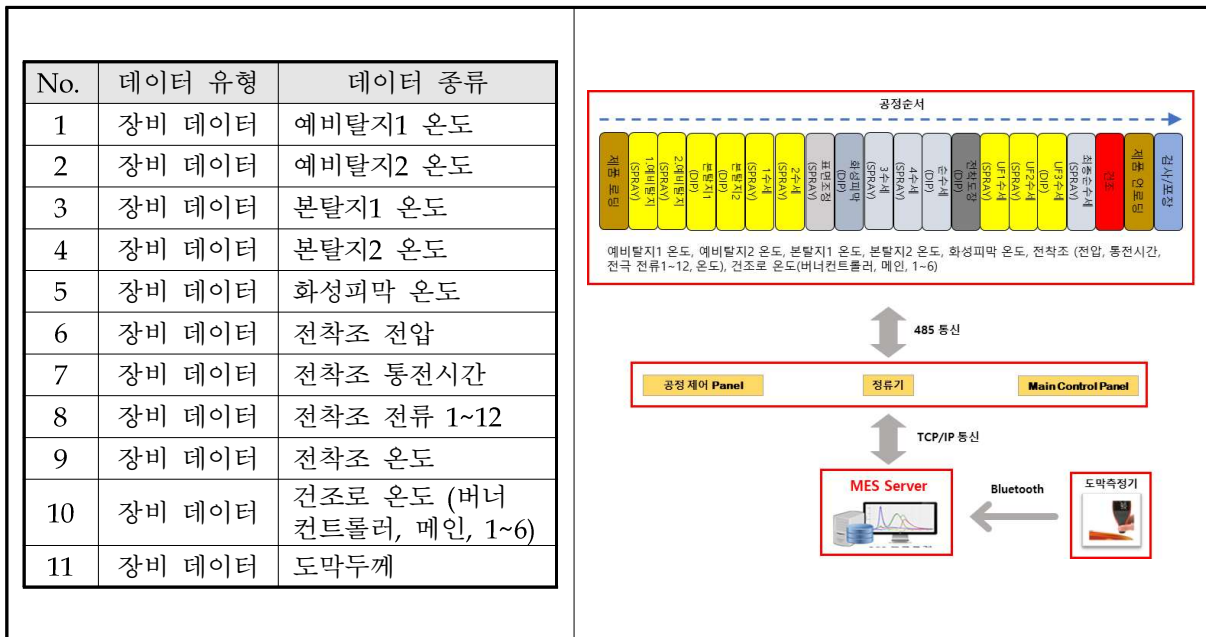 No. 데이터 유형 데이터 종류
1 장비 데이터 예비탈지1 온도
2 장비 데이터 예비탈지2 온도
3 장비 데이터 본탈지1 온도
4 장비 데이터 본탈지2 온도
5 장비 데이터 화성피막 온도
6 장비 데이터 전착조 전압
7 장비 데이터 전착조 통전시간
8 장비 데이터 전착조 전류 1~12
9 장비 데이터 전착조 온도
10 장비 데이터 건조로 온도 (버너
컨트롤러, 메인, 1~6)
11 장비 데이터 도막두께
공정순서
제품 로딩
1.예비탈지
(SPRAY)
2.예비탈지
(SPRAY)
본탈지1
(DIP)
본탈지2
(DIP)
1수세
(SPRAY)
2수세
(SPRAY)
표면조정
(SPRAY)
화성피막
(DIP)
3수세
(SPRAY)
4수세
(SPRAY)
순수세
(DIP)
전착도장
(DIP)
UF1수세
(SPRAY)
UF2수세
(SPRAY)
UF3수세
(DIP)
최종순수세
(SPRAY)
건조
제품 언로딩
검사/포장
예비탈지1 온도, 예비탈지2 온도, 본탈지1 온도, 본탈지2 온도, 화성피막 온도, 전착조 (전압, 통전시간,
전극 전류1~12, 온도), 건조로 온도(버너컨트롤러, 메인, 1~6)
485 통신
공정 제어 Panel
정류기
Main Control Panel
TCP/IP 통신
MES Server
Bluetooth
도막측정기